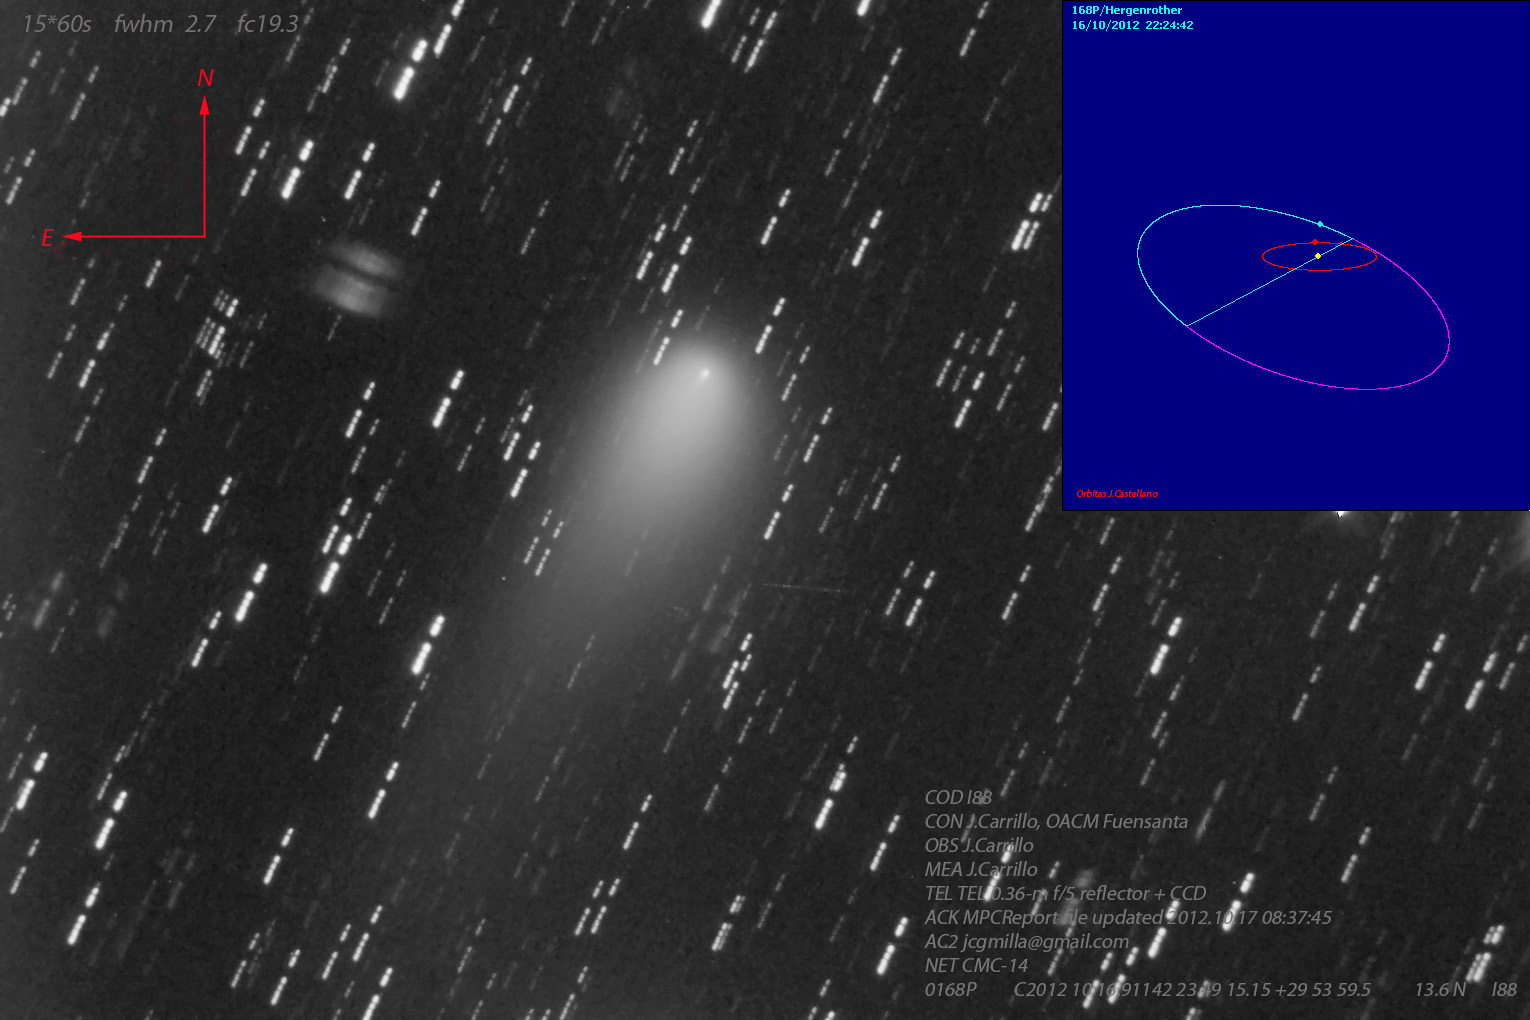 15*60s fwhm 2.7 fc19.3
N
E
168P/Hergenrother
16/10/2012 22:24:42
Orbitas J.Castellano
COD I88
CON J.Carrillo, OACM Fuensanta
OBS J.Carrillo
MEA J.Carrillo
TEL TEL 0.36-m f/5 reflector + CCD
ACK MPCReport file updated 2012.10.17 08:37:45
AC2 jcgmilla@gmail.com
NET CMC-14
0168P C2012 10 16.91142 23 49 15.15 +29 53 59.5 13.6 N I88